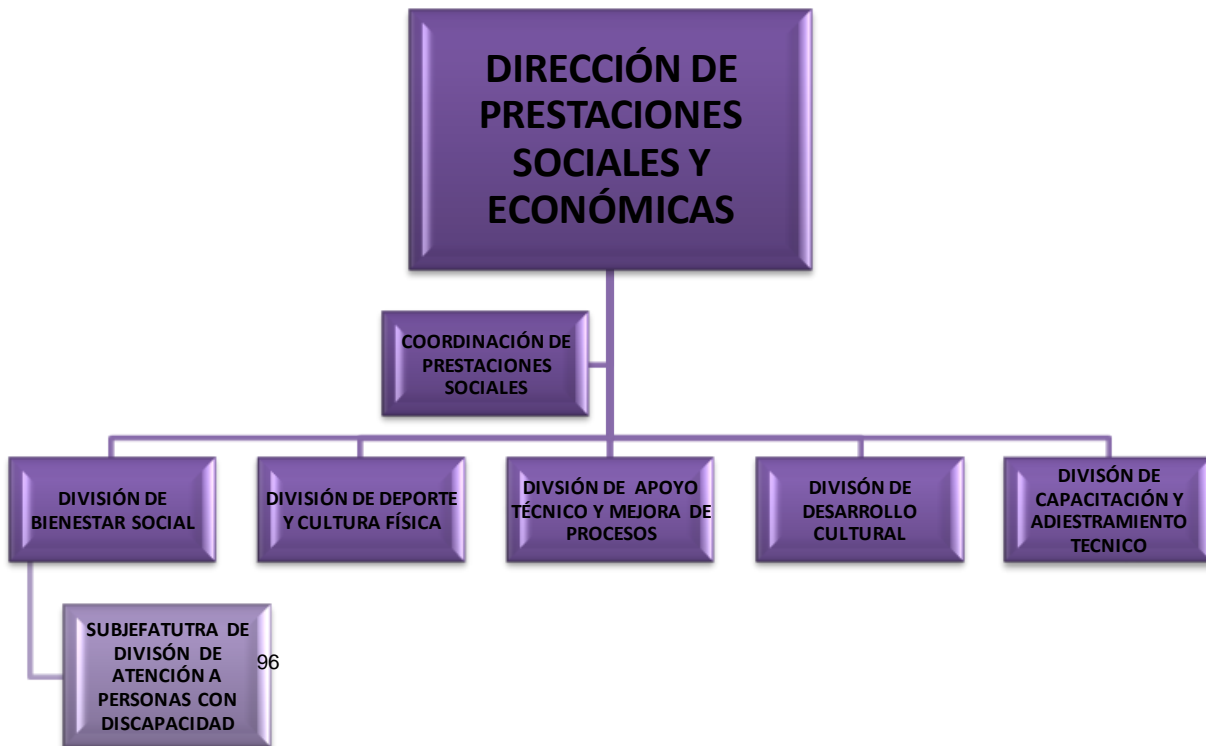 DIRECCIÓN DE
PRESTACIONES
SOCIALES Y
ECONÓMICAS
COORDINACIÓN DE
PRESTACIONES
SOCIALES
DIVISIÓN DE
BIENESTAR SOCIAL
DIVISIÓN DE DEPORTE
Y CULTURA FÍSICA
DIVSIÓN DE APOYO
TÉCNICO Y MEJORA DE
PROCESOS
DIVISÓN DE
DESARROLLO
CULTURAL
DIVISÓN DE
CAPACITACIÓN Y
ADIESTRAMIENTO
TECNICO
SUBJEFATUTRA DE
DIVISÓN DE
ATENCIÓN A
PERSONAS CON
DISCAPACIDAD
96